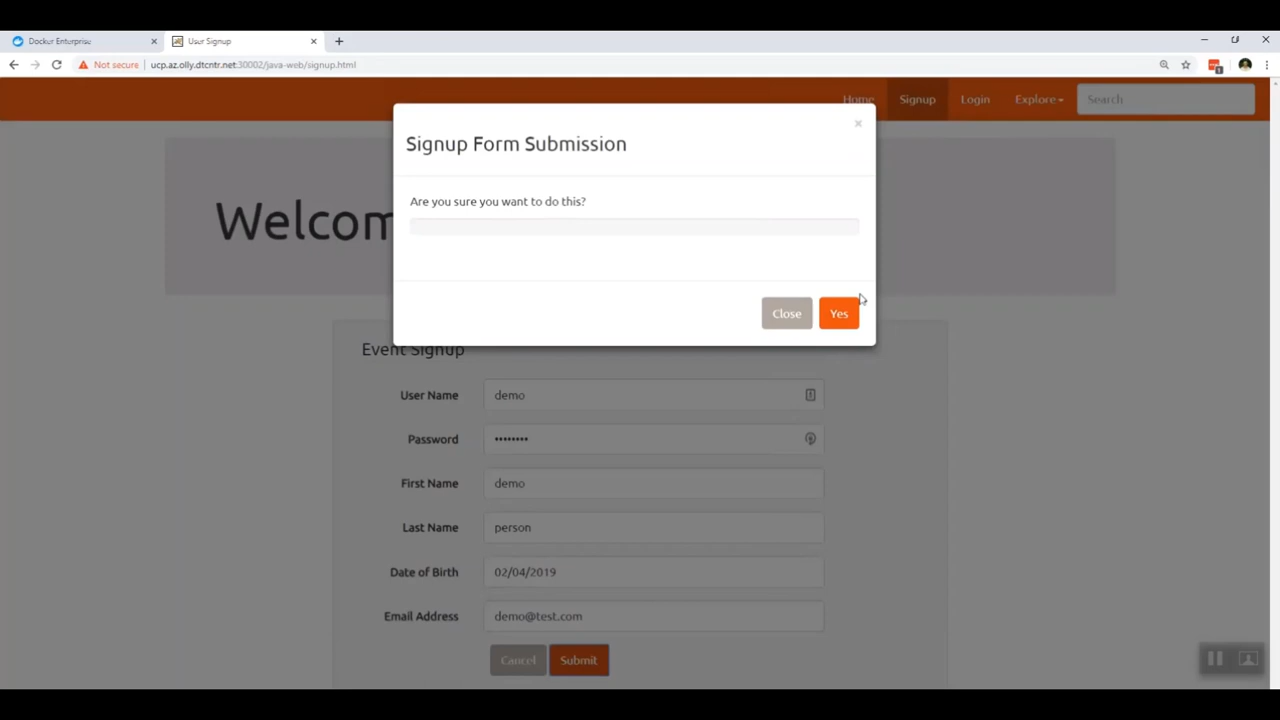 Docker Enterprise
User Signup
Not secure
ucp.az.olly.dtcntr.net:30002/java-web/signup.html
1
Home
Signup
Login
Explore
Search
Signup Form Submission
×
Are you sure you want to do this?
Welcom
Close
Yes
Event Signup
User Name
demo
Password
••••••••
First Name
demo
Last Name
person
Date of Birth
02/04/2019
Email Address
demo@test.com
Cancel
Submit